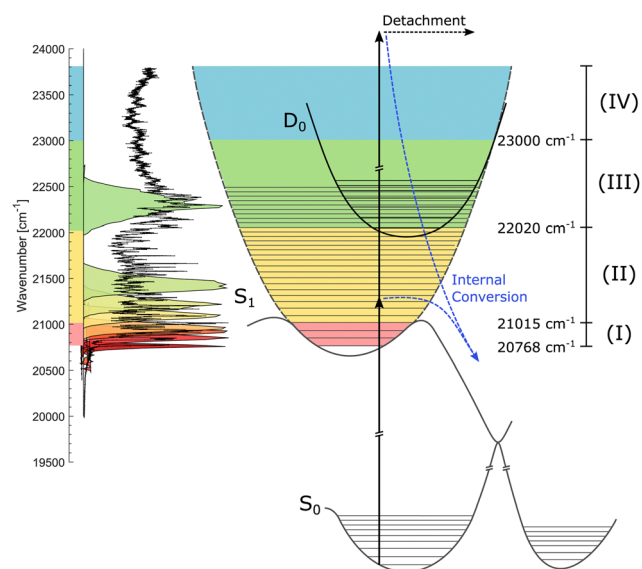 Detachment
24000
23500
23000
22500
22000
21500
21000
20500
20000
19500
Wavenumber [cm⁻¹]
D₀
S₁
S₀
Internal
Conversion
23000 cm⁻¹
22020 cm⁻¹
21015 cm⁻¹
20768 cm⁻¹
(IV)
(III)
(II)
(I)